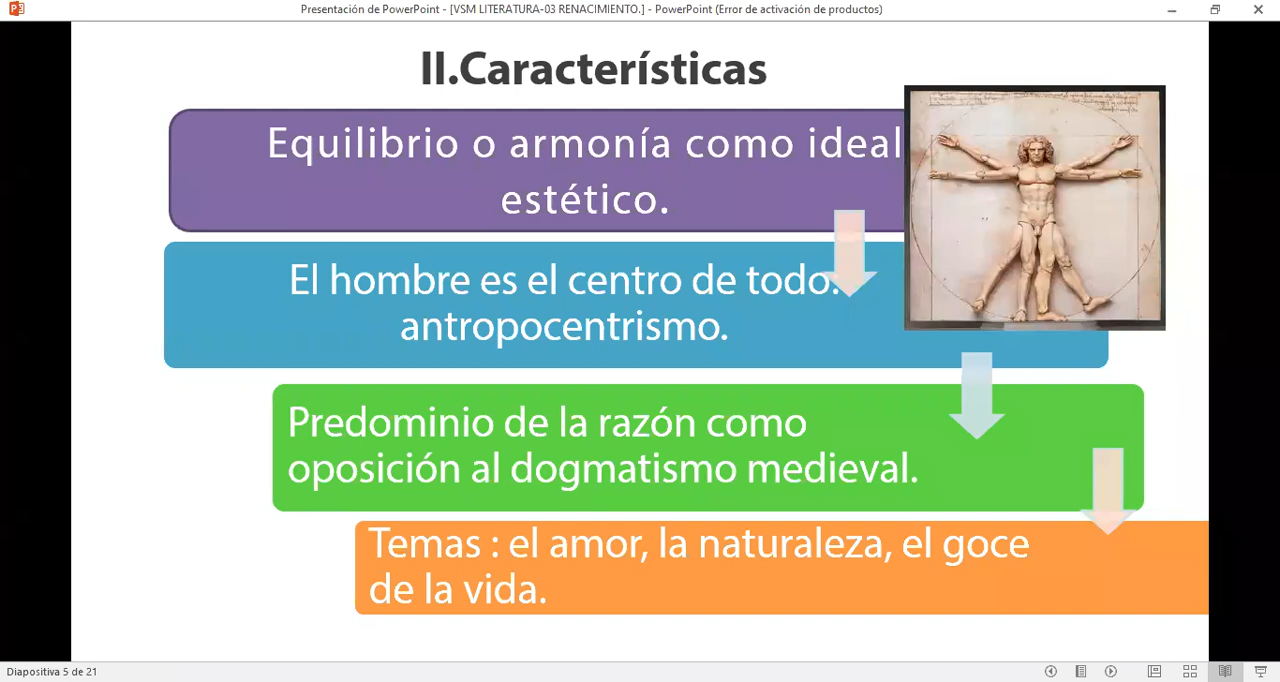 Presentación de PowerPoint - [VSM LITERATURA-03 RENACIMIENTO.] - PowerPoint (Error de activación de productos)
II.Características
Equilibrio o armonía como ideal
estético.
El hombre es el centro de todo:
antropocentrismo.
Predominio de la razón como
oposición al dogmatismo medieval.
Temas : el amor, la naturaleza, el goce
de la vida.
Diapositiva 5 de 21